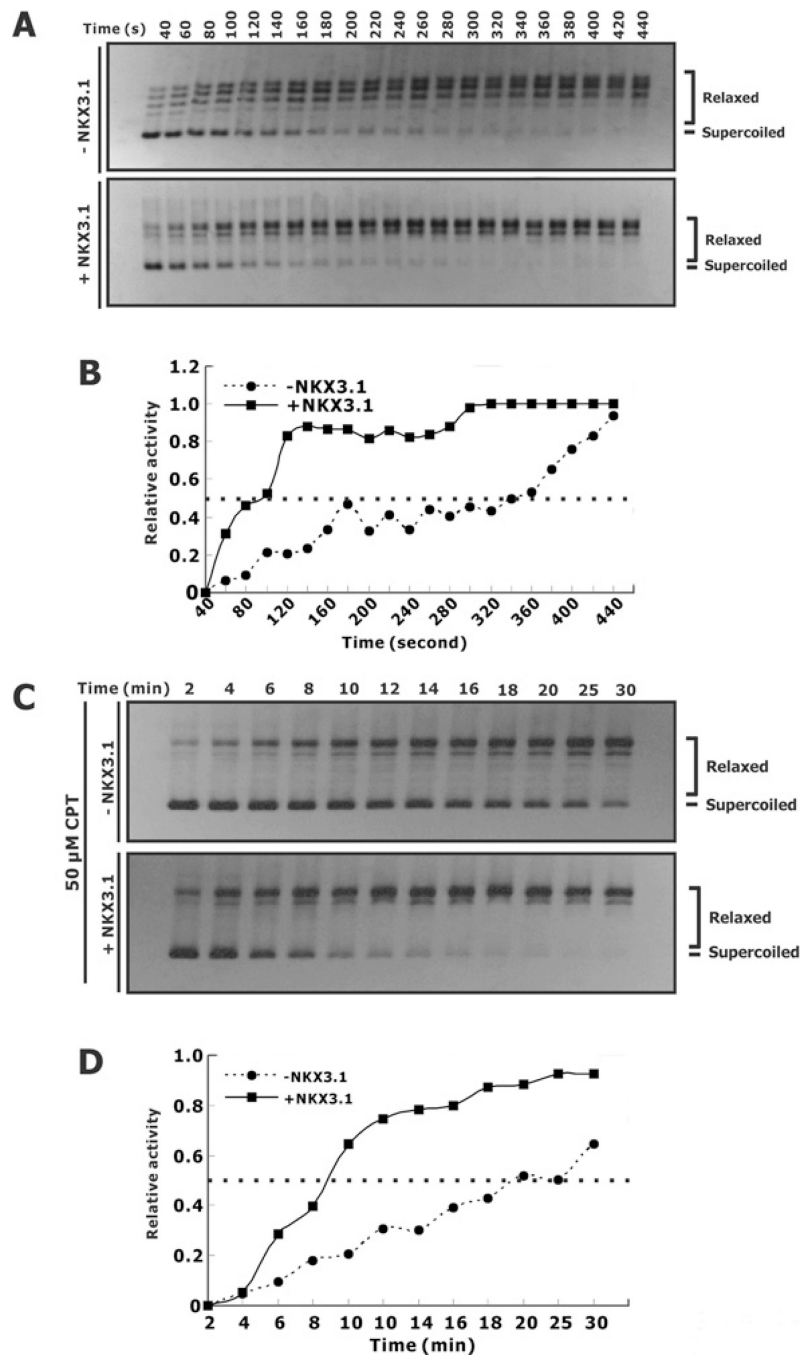 A
Time (s) 40 60 80 100 120 140 160 180 200 220 240 260 280 300 320 340 360 380 400 420 440
- NKX3.1
Relaxed
Supercoiled
+ NKX3.1
Relaxed
Supercoiled
B
-NKX3.1
+NKX3.1
Relative activity
1.2
1.0
0.8
0.6
0.4
0.2
0
40 80 120 160 200 240 280 320 360 400 440
Time (second)
C
Time (min) 2 4 6 8 10 12 14 16 18 20 25 30
50 µM CPT
- NKX3.1
Relaxed
Supercoiled
+ NKX3.1
Relaxed
Supercoiled
D
-NKX3.1
+NKX3.1
Relative activity
1.0
0.8
0.6
0.4
0.2
0
2 4 6 8 10 10 14 16 18 20 25 30
Time (min)